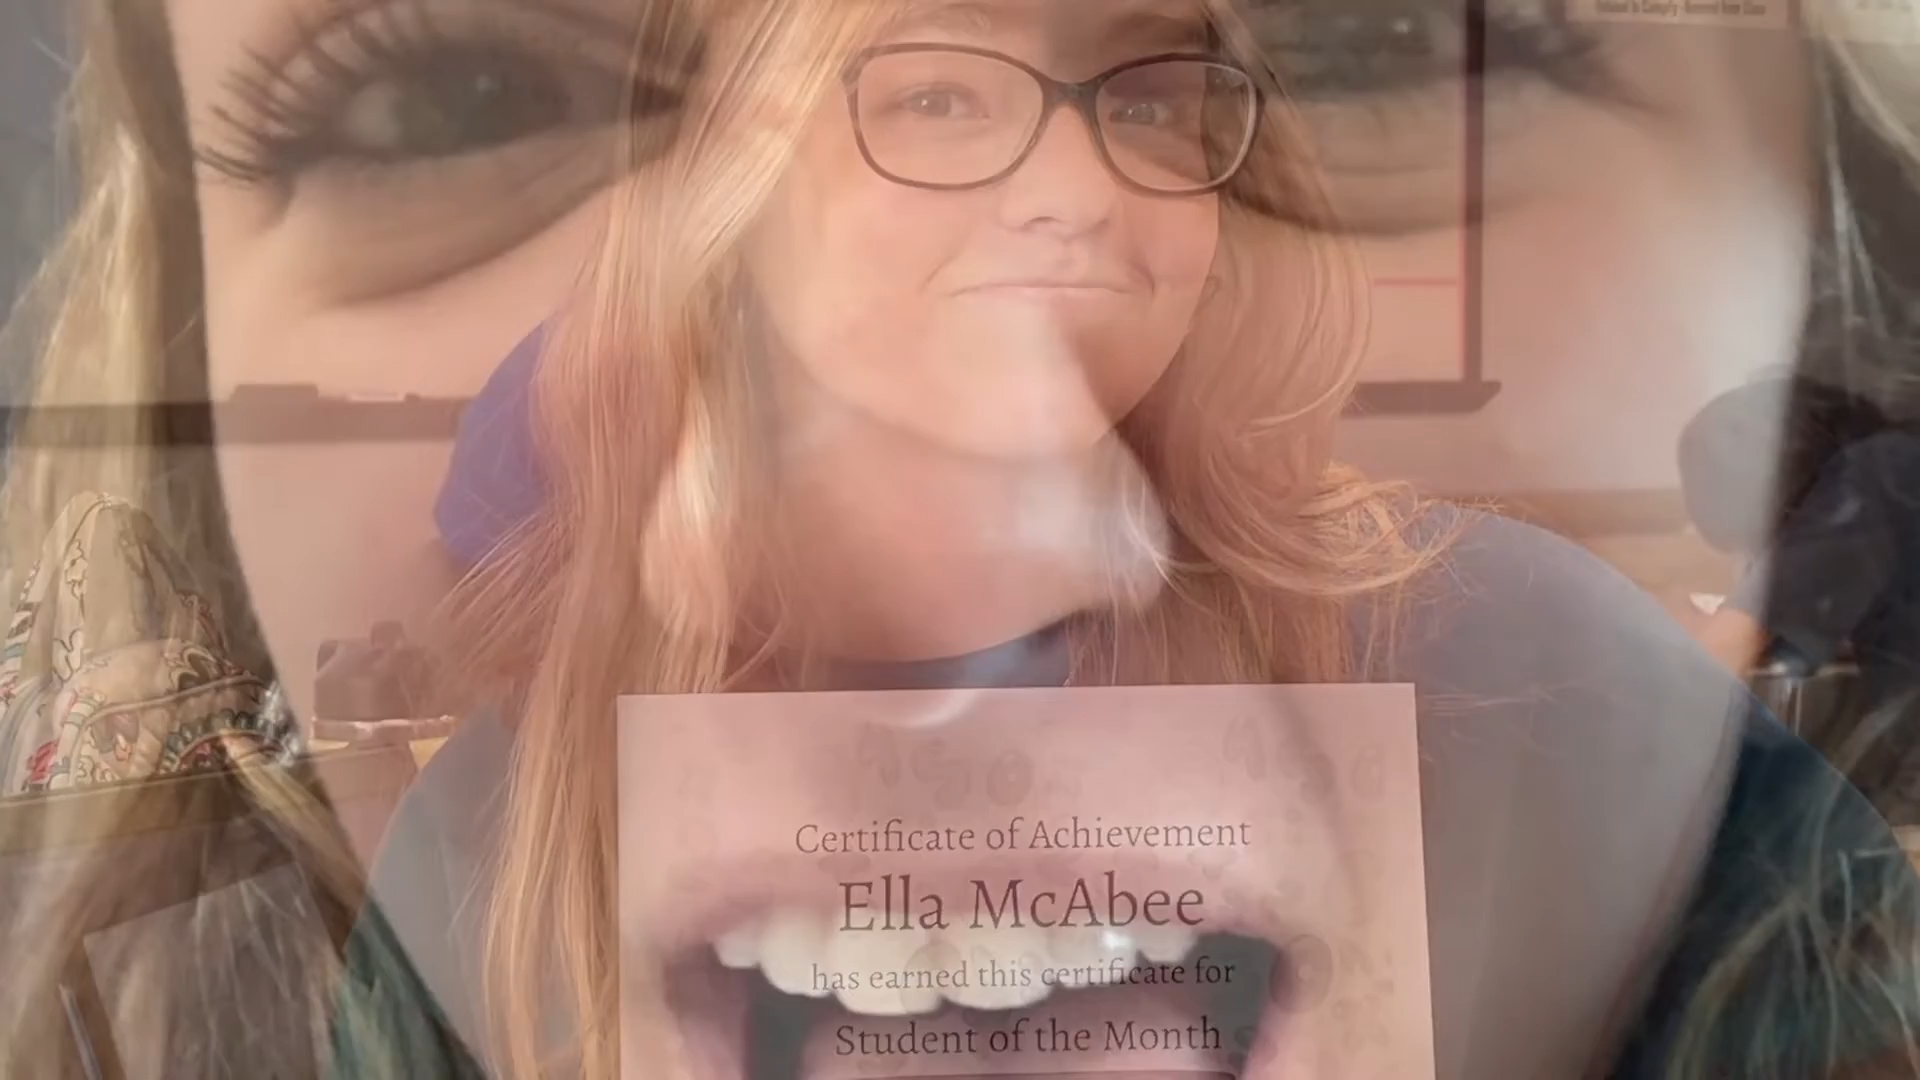 Certificate of Achievement
Ella McAbee
has earned this certificate for
Student of the Month